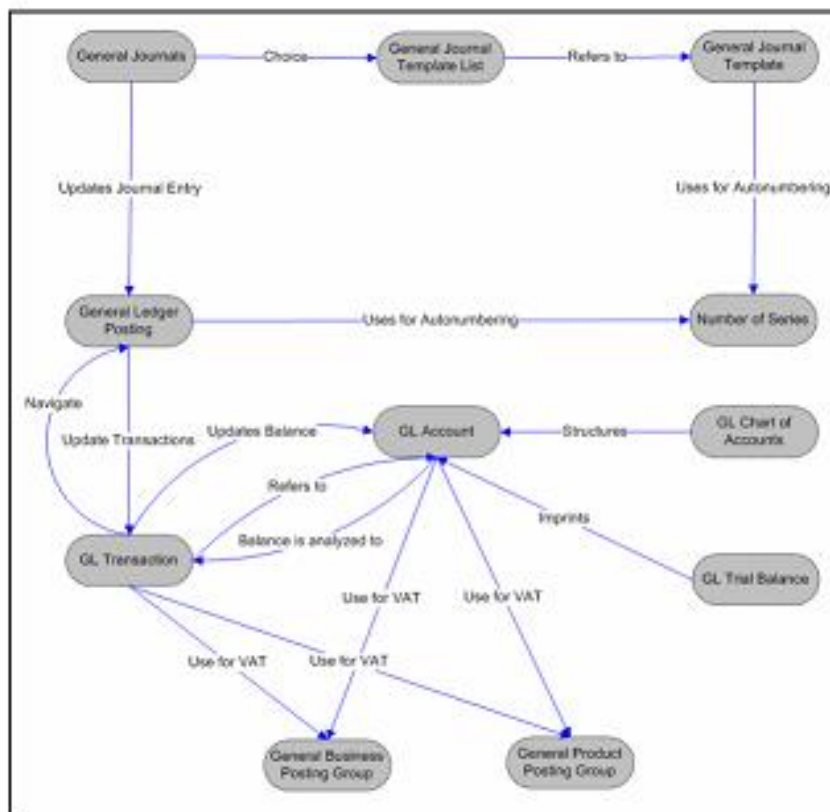 General Journals
Choice
General Journal
Template List
Refers to
General Journal
Template
Updates Journal Entry
Uses for Autonumbering
General Ledger
Posting
Uses for Autonumbering
Number of Series
Navigate
Update Transactions
Updates Balance
GL Account
Structures
GL Chart of
Accounts
Refers to
Balance is analyzed to
Imprints
GL Transaction
GL Trial Balance
Use for VAT
Use for VAT
Use for VAT
Use for VAT
General Business
Posting Group
General Product
Posting Group